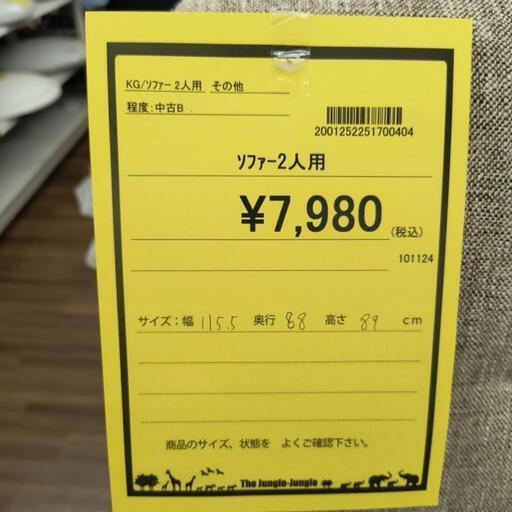 KG/ソファー 2人用 その他
程度:中古B .
2001252251700404
ソファー2人用
¥7,980(税込)
101124
サイズ:幅 115.5 奥行 88 高さ 89 cm
商品のサイズ、状態を よくご確認下さい。
The Jungle-Jungle